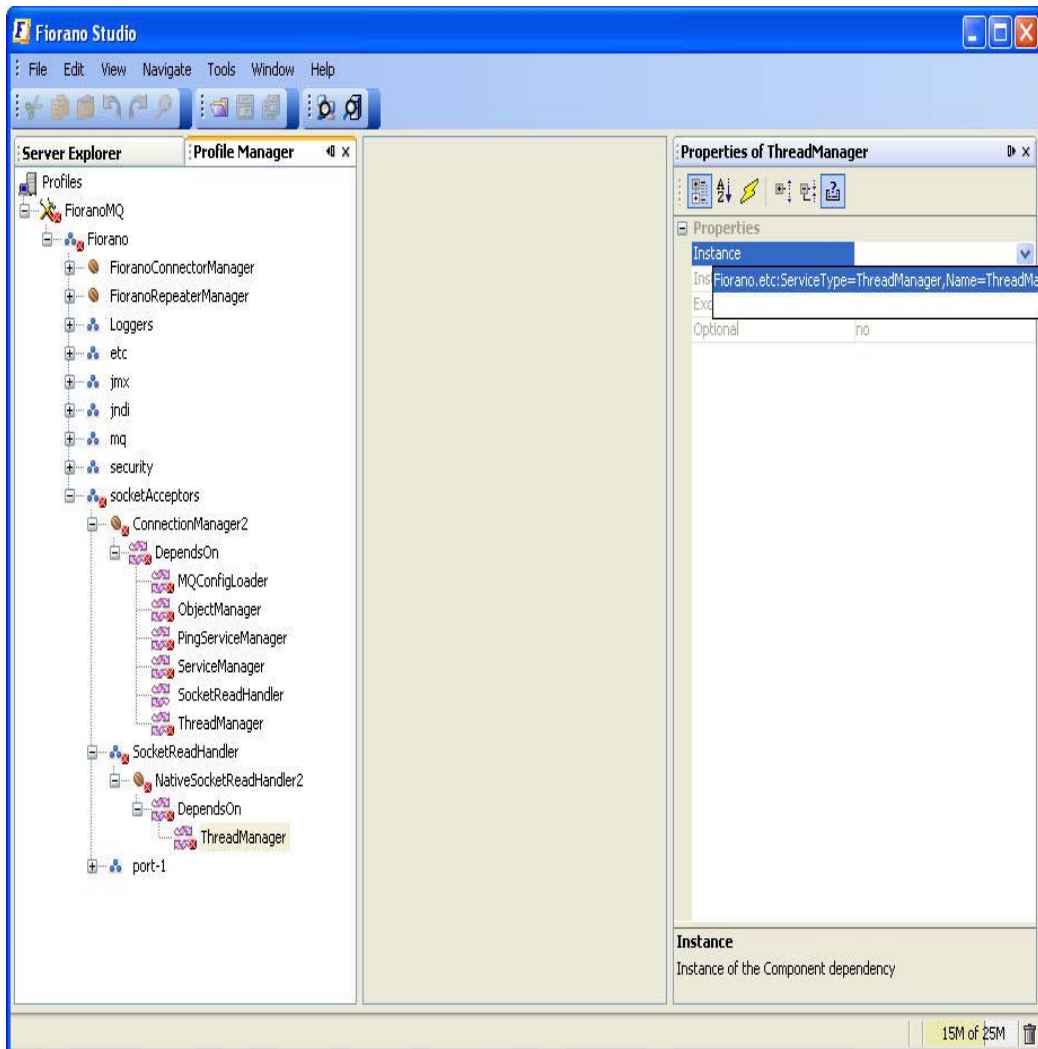 Fiorano Studio
File Edit View Navigate Tools Window Help
Server Explorer
Profile Manager
Profiles
FioranoMQ
Fiorano
FioranoConnectorManager
FioranoRepeaterManager
Loggers
etc
jmx
jndi
mq
security
socketAcceptors
ConnectionManager2
DependsOn
MQConfigLoader
ObjectManager
PingServiceManager
ServiceManager
SocketReadHandler
ThreadManager
SocketReadHandler
NativeSocketReadHandler2
DependsOn
ThreadManager
port-1
Properties of ThreadManager
Properties
Instance
Ins
Fiorano.etc:ServiceType=ThreadManager,Name=ThreadMa
Optional no
Instance
Instance of the Component dependency
15M of 25M